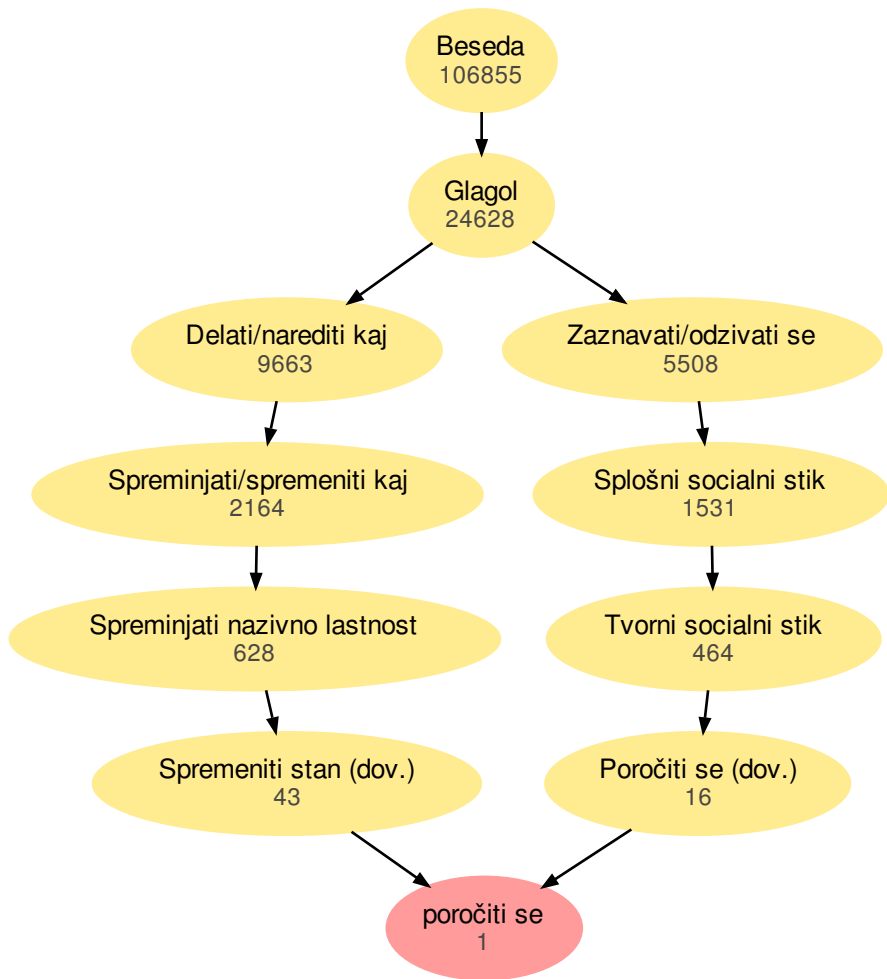 Beseda
106855
Glagol
24628
Delati/narediti kaj
9663
Zaznavati/odzivati se
5508
Spreminjati/spremeniti kaj
2164
Splošni socialni stik
1531
Spreminjati nazivno lastnost
628
Tvorni socialni stik
464
Spremeniti stan (dov.)
43
Poročiti se (dov.)
16
poročiti se
1